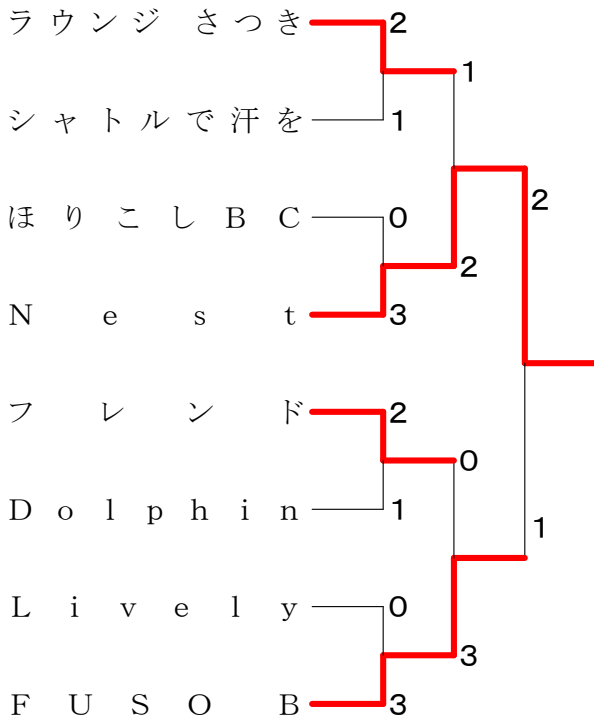 ラウンジ さつき 2
1
シャトルで汗を 1
2
ほりこしBC 0
2
Nest 3
フレンド 2
0
Dolphin 1
1
Lively 0
3
FUSO B 3